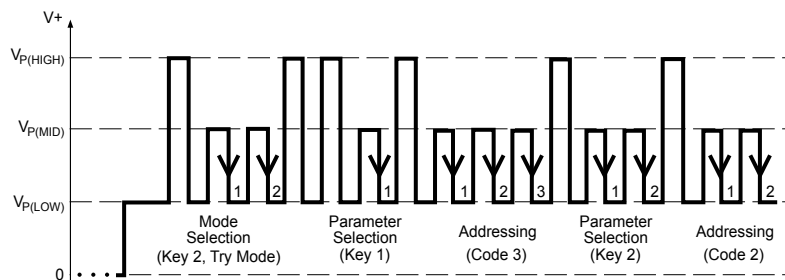 V+
VP(HIGH)
VP(MID)
1 2 1 1 2 3 1 2 1 2
VP(LOW)
Mode
Selection
(Key 2, Try Mode)
Parameter
Selection
(Key 1)
Addressing
(Code 3)
Parameter
Selection
(Key 2)
Addressing
(Code 2)
0